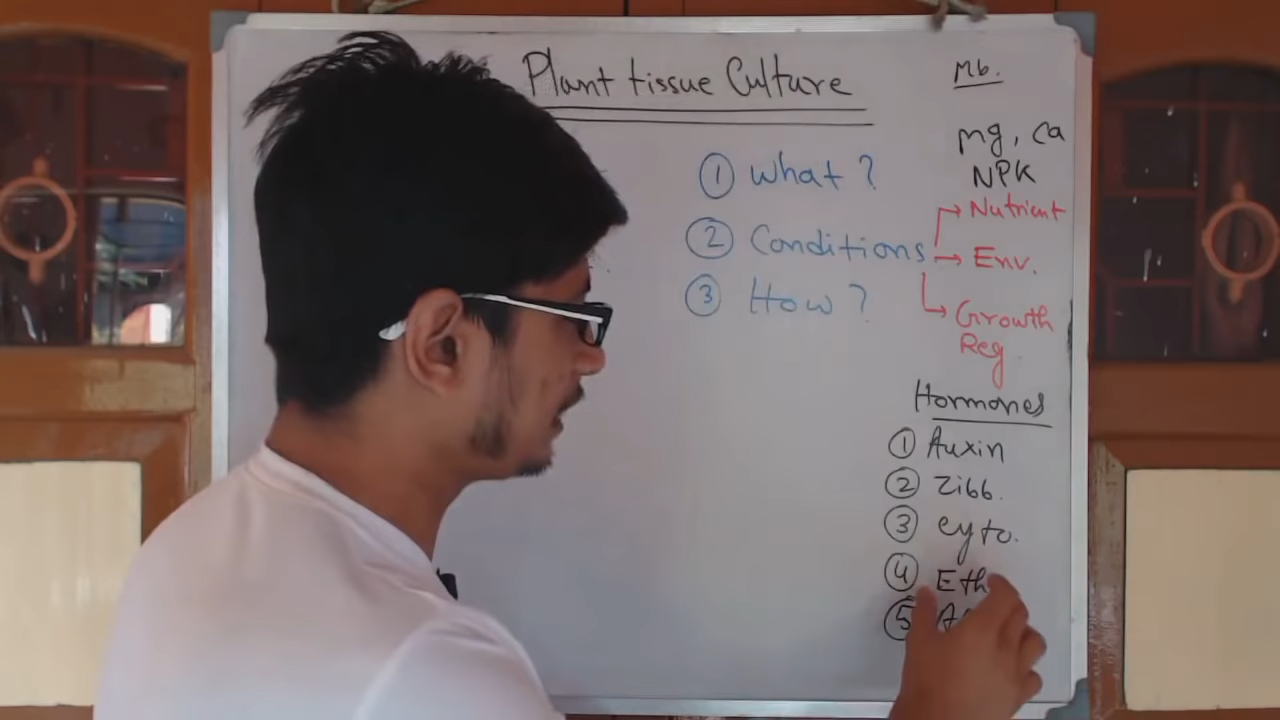 Plant tissue Culture
① What ?
② Conditions
③ How ?
Mb.
Mg, Ca
NPK
→ Nutrient
→ Env.
→ Growth
Reg
Hormones
① Auxin
② Zibb.
③ Cyto.
④ Eth
⑤